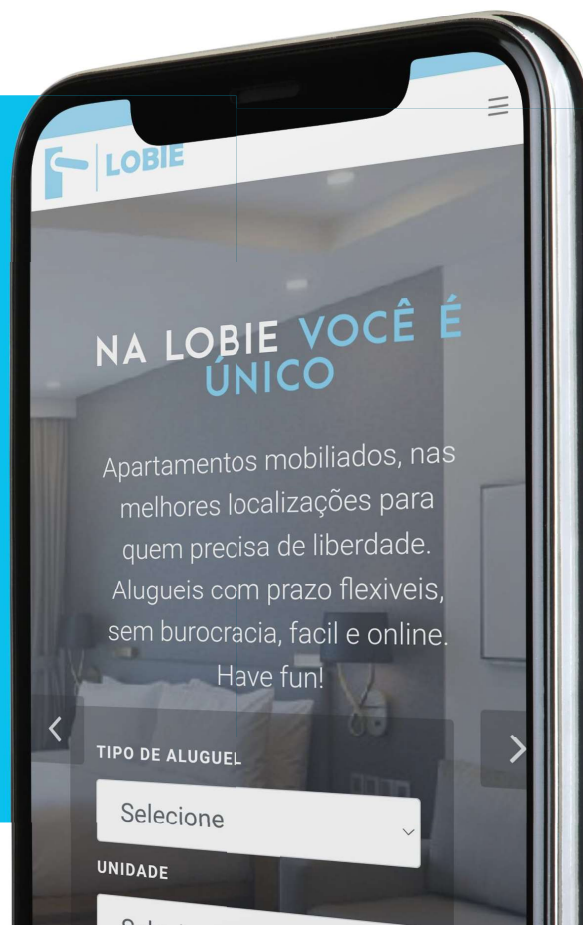 LOBIE
NA LOBIE VOCÊ É
ÚNICO
Apartamentos mobiliados, nas
melhores localizações para
quem precisa de liberdade.
Alugueis com prazo flexiveis,
sem burocracia, facil e online.
Have fun!
TIPO DE ALUGUEL
Selecione
UNIDADE